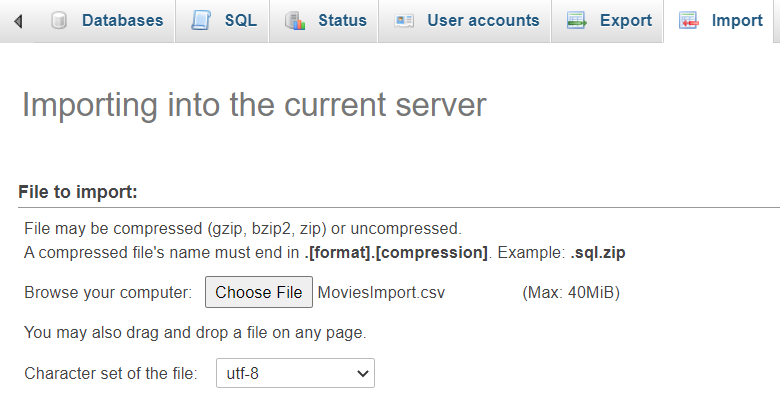 Databases SQL Status User accounts Export Import
Importing into the current server
File to import:
File may be compressed (gzip, bzip2, zip) or uncompressed.
A compressed file's name must end in .[format].[compression]. Example: .sql.zip
Browse your computer: Choose File MoviesImport.csv (Max: 40MiB)
You may also drag and drop a file on any page.
Character set of the file: utf-8